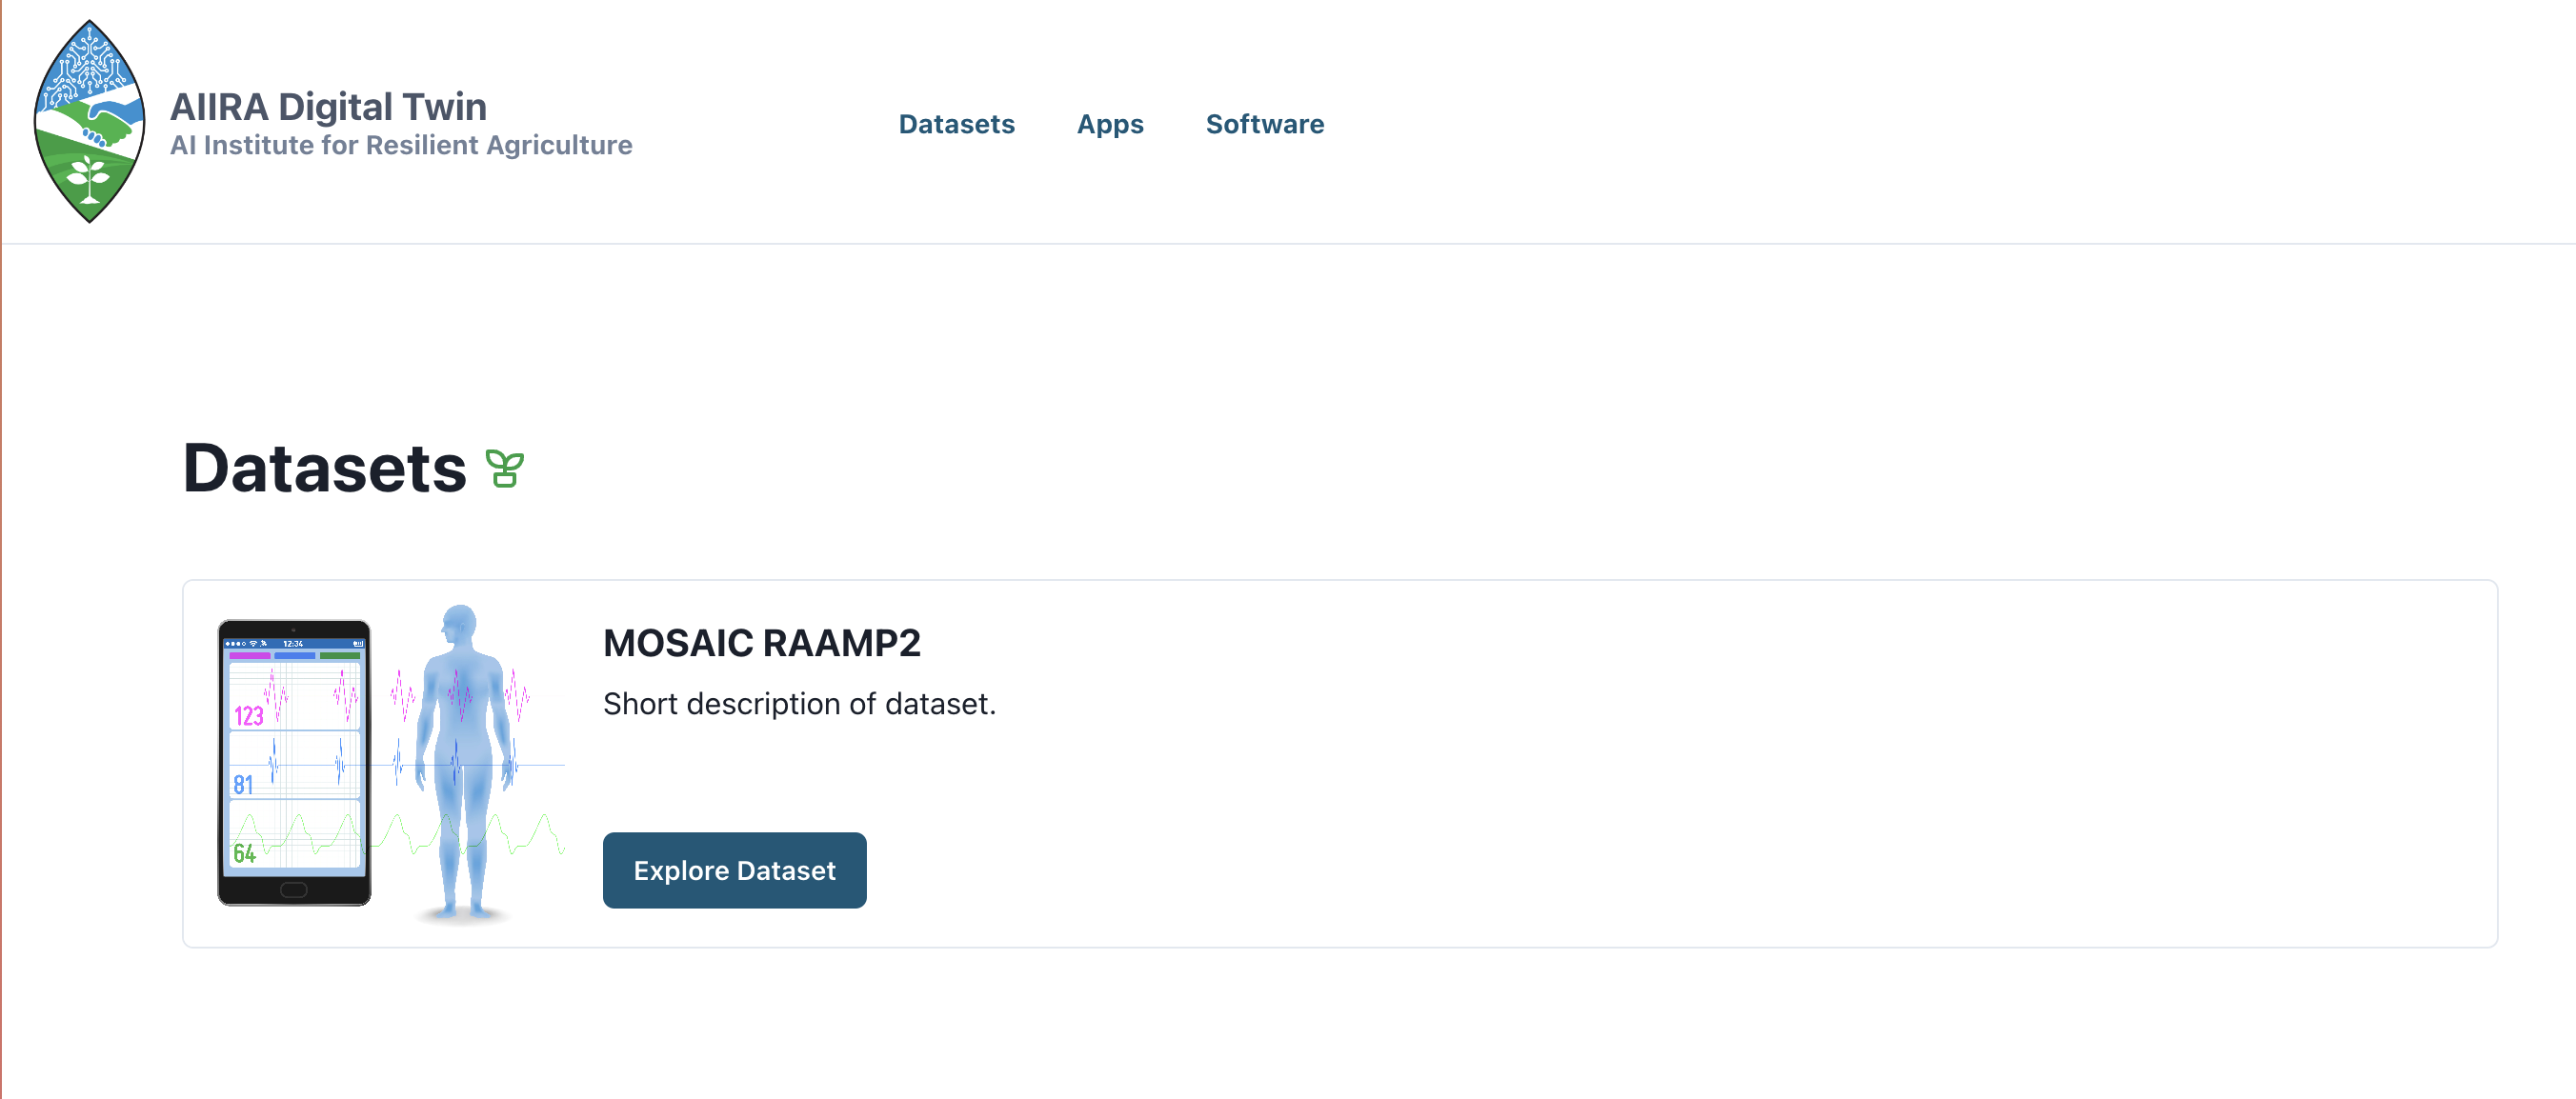 AIIRA Digital Twin
AI Institute for Resilient Agriculture
Datasets
Apps
Software
Datasets
12:34
123
81
64
MOSAIC RAAMP2
Short description of dataset.
Explore Dataset